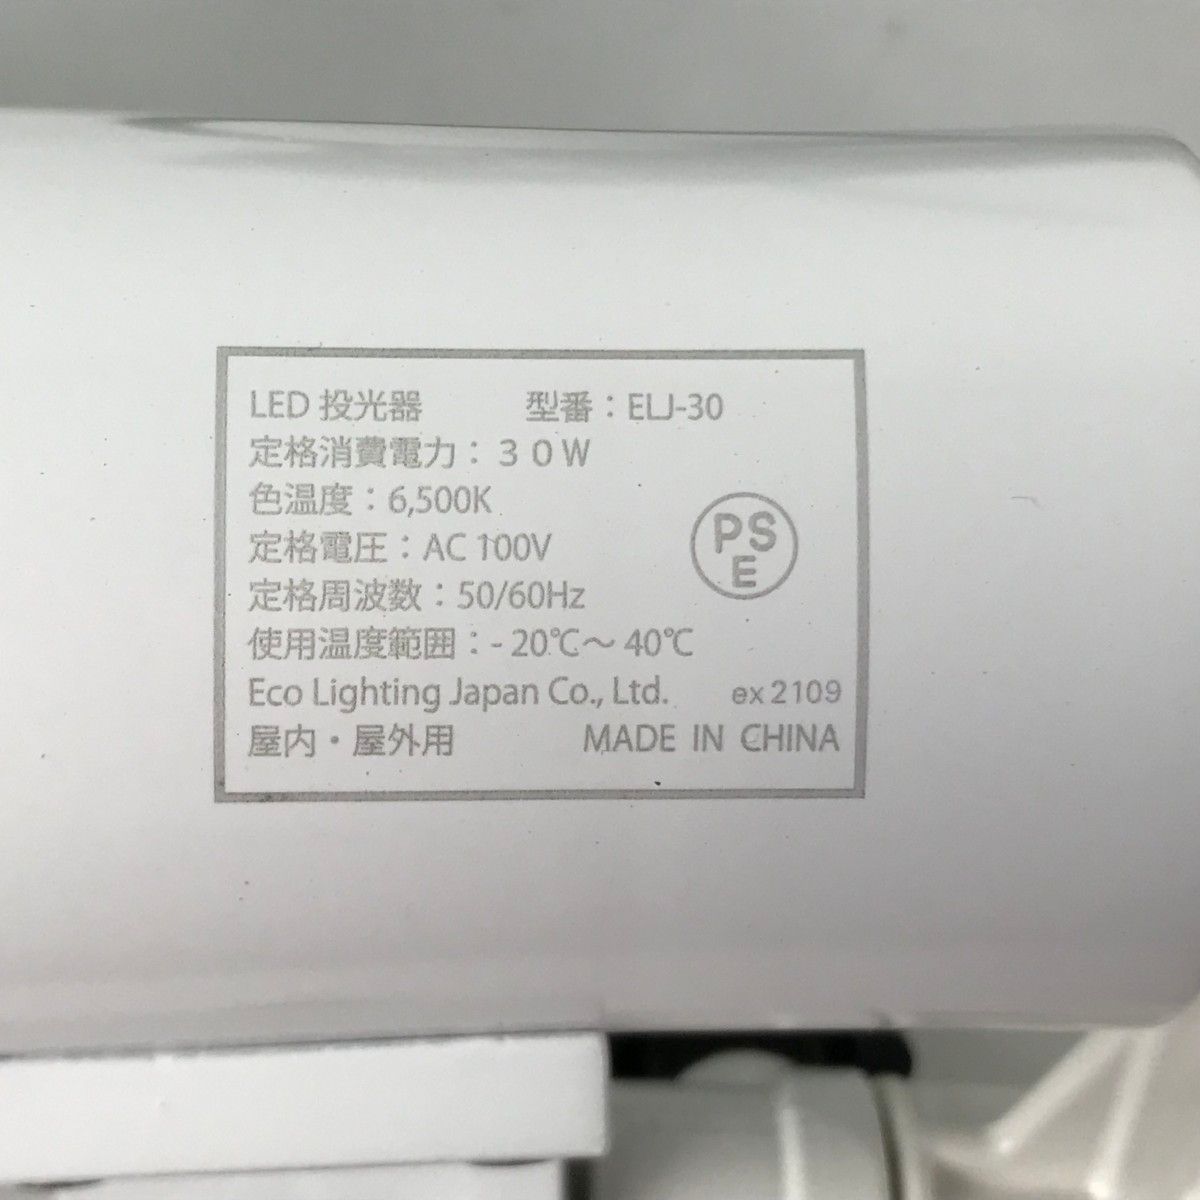 LED 投光器 型番：ELJ-30
定格消費電力：３０W
色温度：6,500K
定格電圧：AC 100V
PS
E
定格周波数：50/60Hz
使用温度範囲：- 20℃～ 40℃
Eco Lighting Japan Co., Ltd. ex2109
屋内・屋外用 MADE IN CHINA